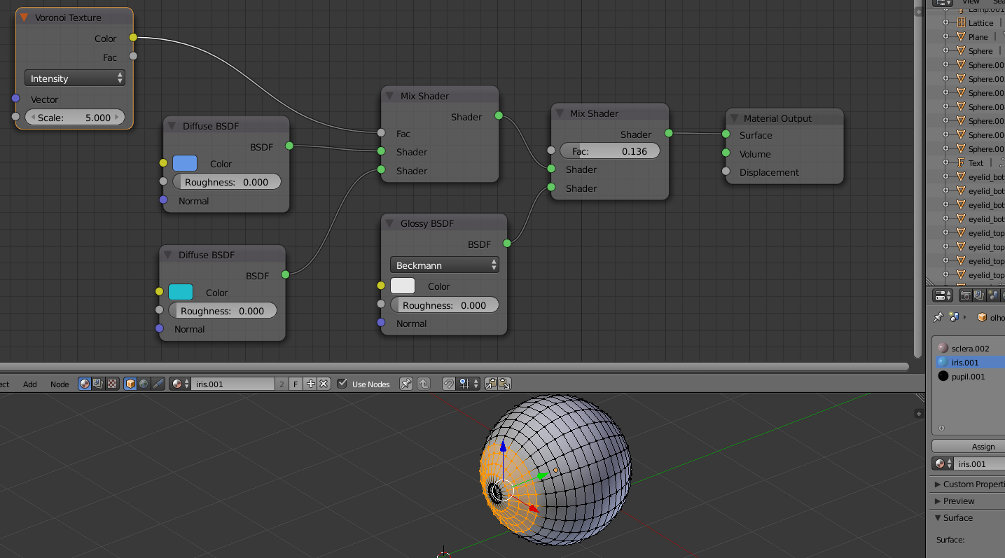 Voronoi Texture
Color
Fac
Intensity
Vector
Scale: 5.000
Diffuse BSDF
BSDF
Color
Roughness: 0.000
Normal
Diffuse BSDF
BSDF
Color
Roughness: 0.000
Normal
Mix Shader
Shader
Fac
Shader
Shader
Glossy BSDF
BSDF
Beckmann
Color
Roughness: 0.000
Normal
Mix Shader
Shader
Fac: 0.136
Shader
Shader
Material Output
Surface
Volume
Displacement
View
Lamp.001
Lattice
Plane
Sphere
Sphere.00
Sphere.00
Sphere.00
Sphere.00
Sphere.00
Sphere.00
Sphere.00
Text
eyelid_bot
eyelid_bot
eyelid_bot
eyelid_bot
eyelid_top
eyelid_top
eyelid_top
eyelid_top
olho
sclera.002
iris.001
pupil.001
Assign
iris.001
Custom Properti
Preview
Surface
Surface:
ect Add Node iris.001 2 F Use Nodes